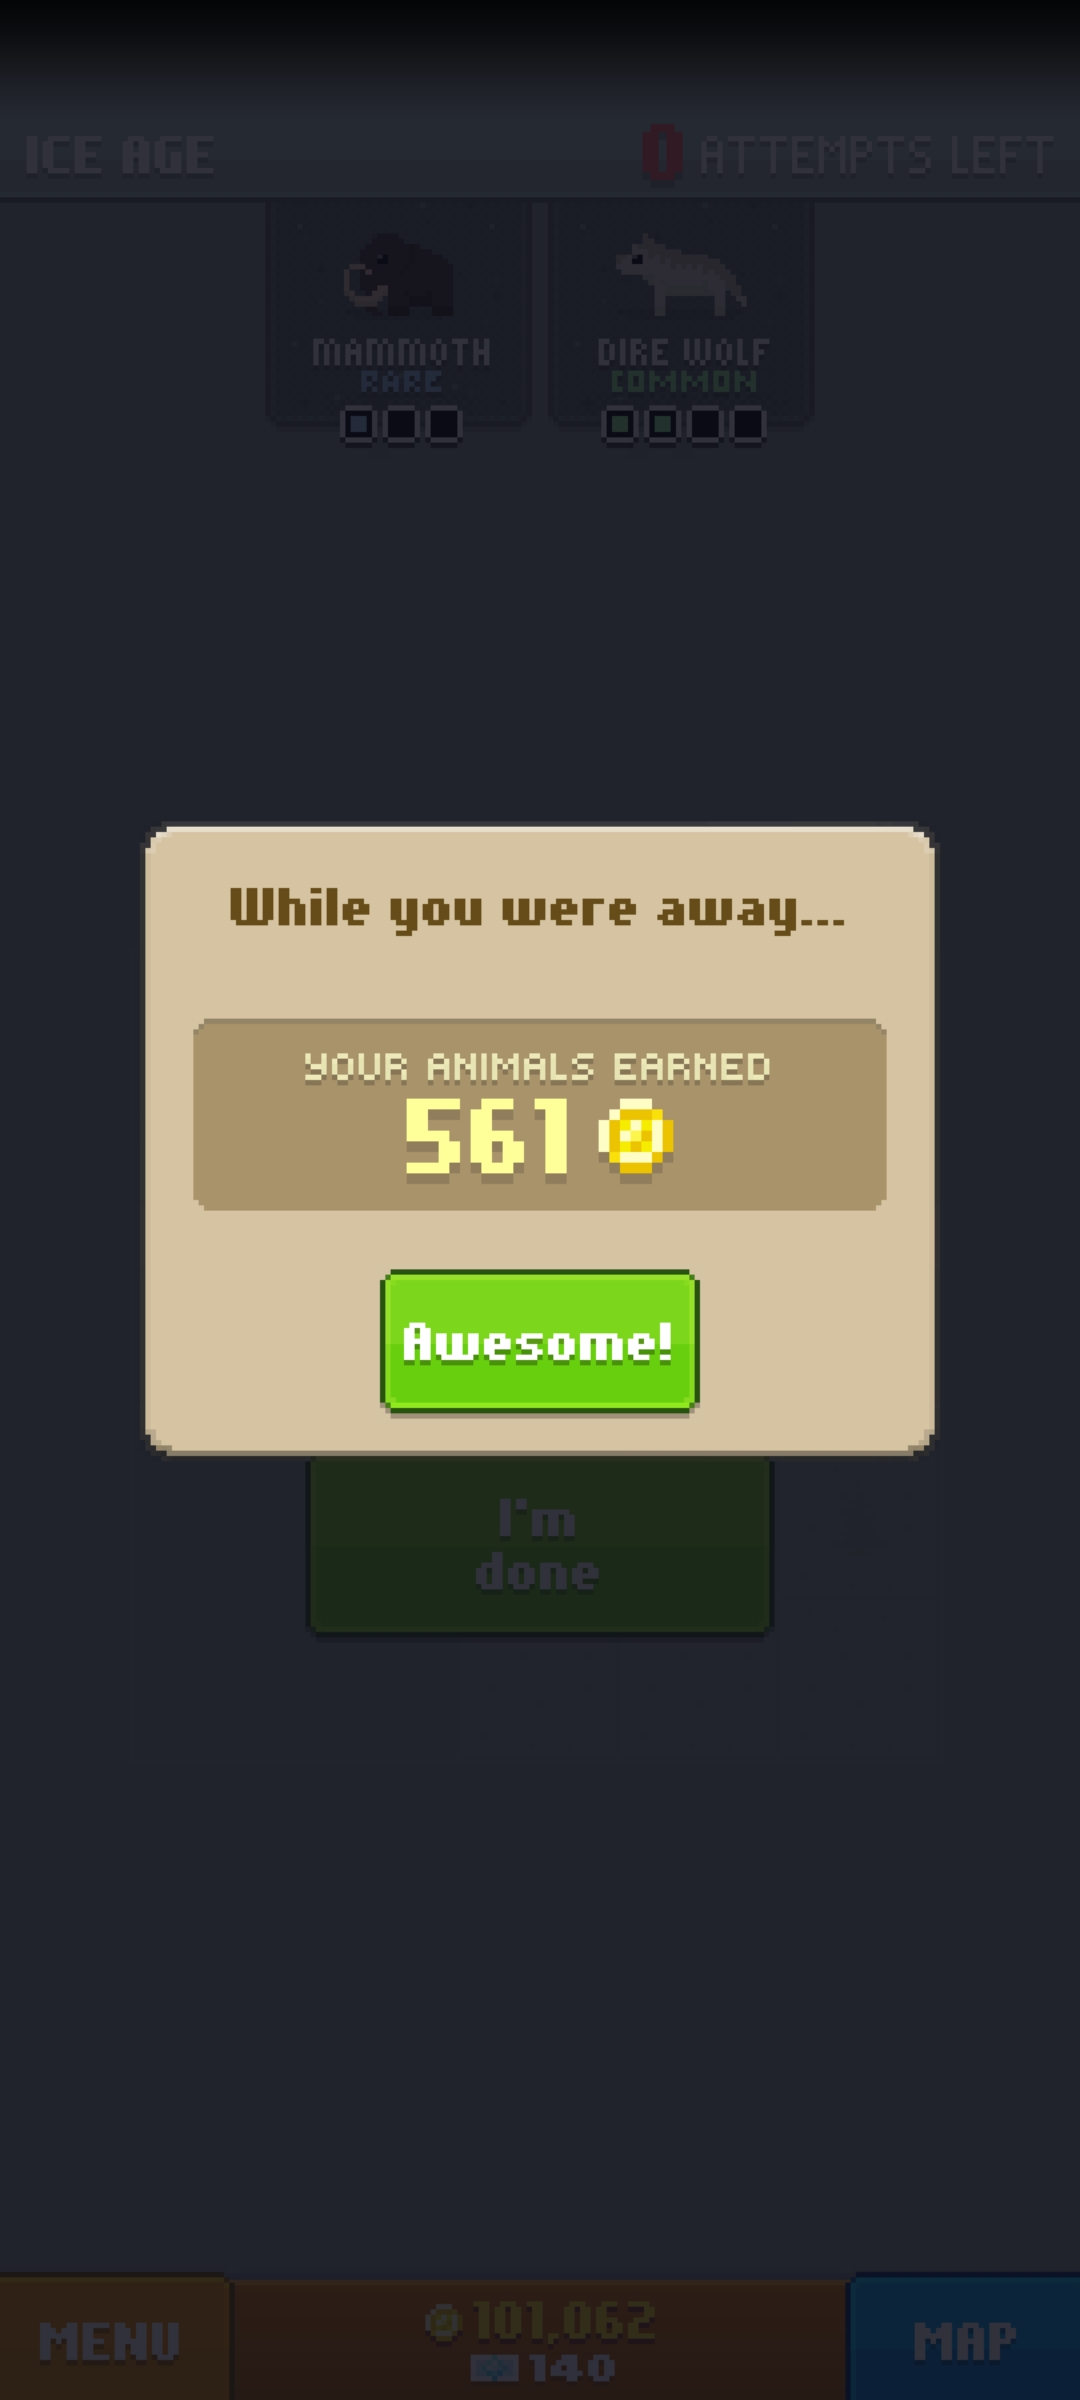 ICE AGE
0 ATTEMPTS LEFT
MAMMOTH
RARE
DIRE WOLF
COMMON
While you were away...
YOUR ANIMALS EARNED
561
Awesome!
I'm
done
MENU
101,062
140
MAP